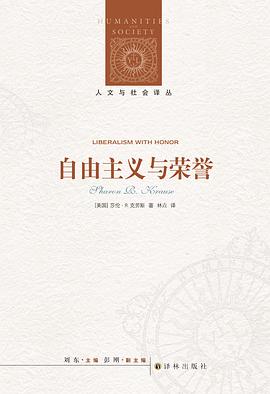 HUMANITIES
AND
SOCIETY
人文与社会译丛
LIBERALISM WITH HONOR
自由主义与荣誉
Sharon R. Krause
[美国] 莎伦·R.克劳斯 著 林垚 译
刘东·主编 彭刚·副主编
译林出版社